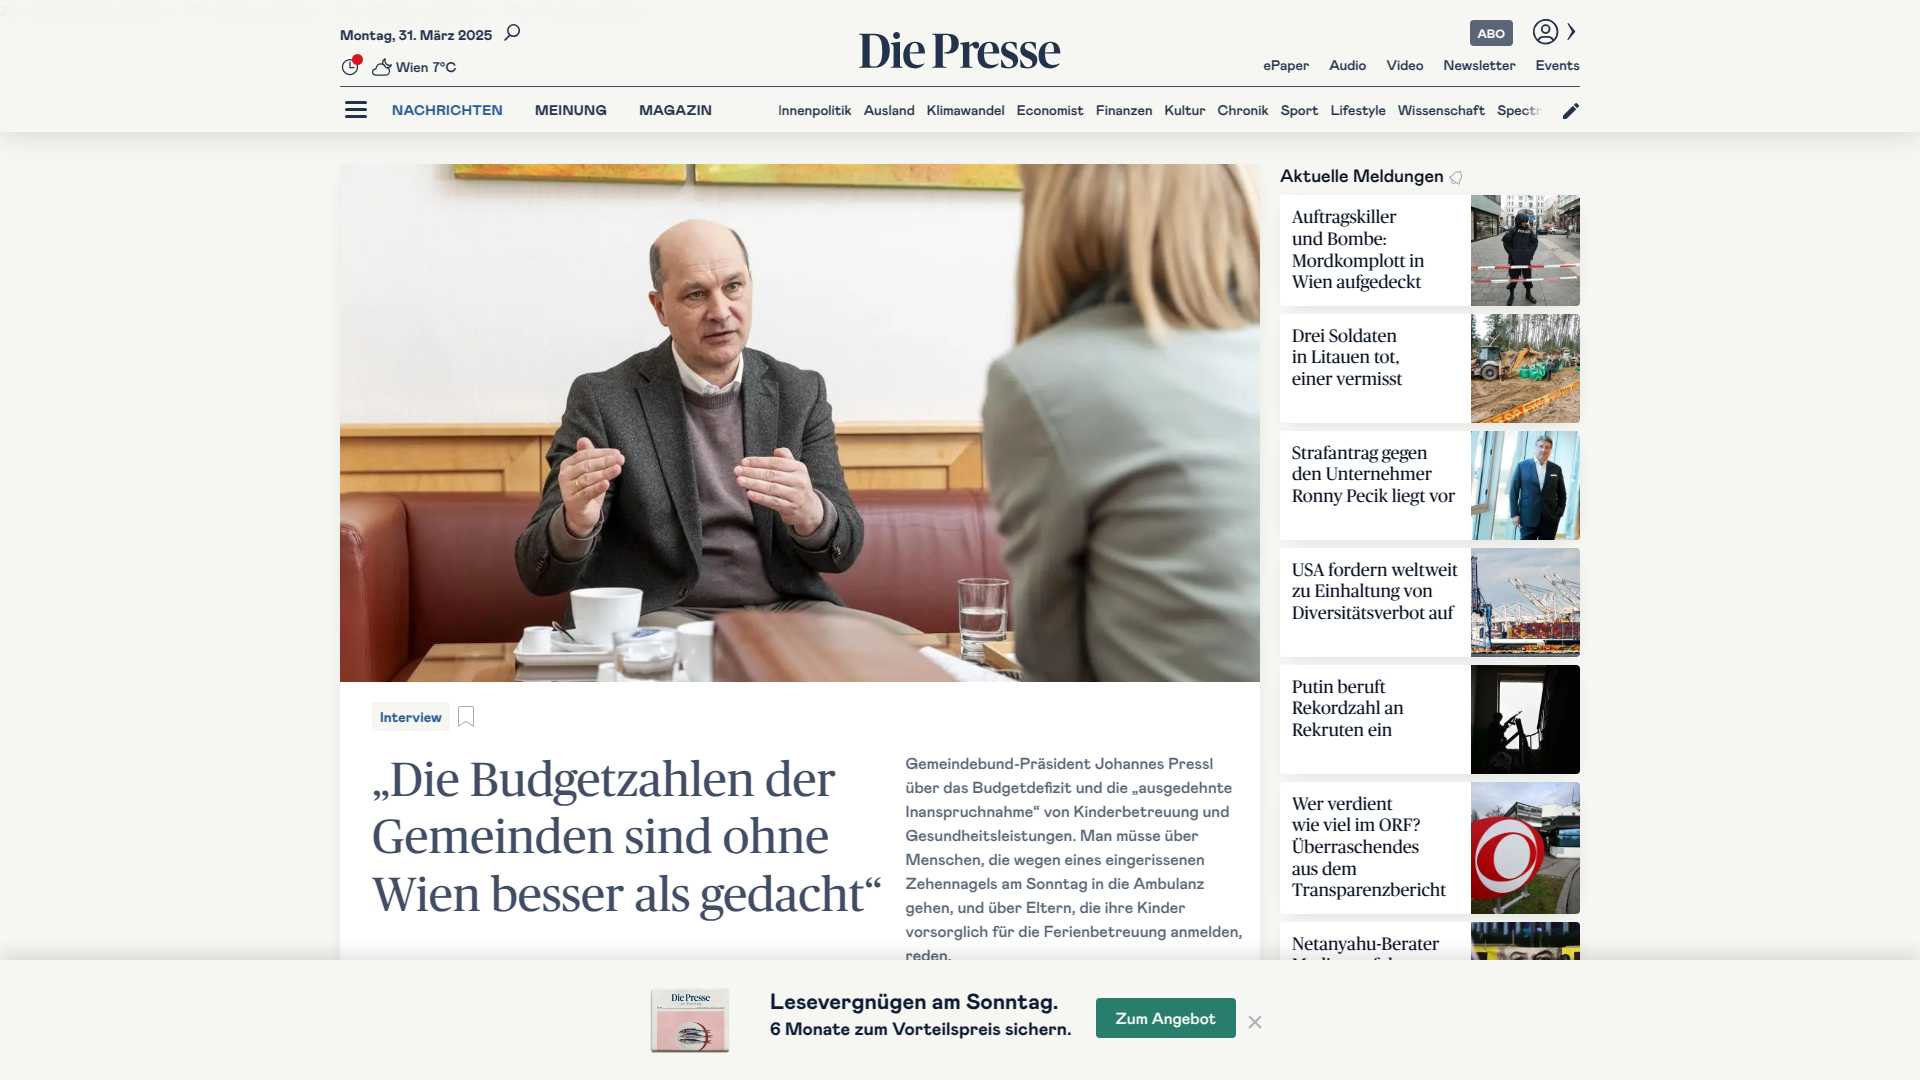 Montag, 31. März 2025
Die Presse
ABO
Wien 7°C
ePaper Audio Video Newsletter Events
NACHRICHTEN MEINUNG MAGAZIN
Innenpolitik Ausland Klimawandel Economist Finanzen Kultur Chronik Sport Lifestyle Wissenschaft Spectr
Interview
„Die Budgetzahlen der
Gemeinden sind ohne
Wien besser als gedacht“
Gemeindebund-Präsident Johannes Pressl
über das Budgetdefizit und die „ausgedehnte
Inanspruchnahme“ von Kinderbetreuung und
Gesundheitsleistungen. Man müsse über
Menschen, die wegen eines eingerissenen
Zehennagels am Sonntag in die Ambulanz
gehen, und über Eltern, die ihre Kinder
vorsorglich für die Ferienbetreuung anmelden,
reden.
Aktuelle Meldungen
Auftragskiller
und Bombe:
Mordkomplott in
Wien aufgedeckt
Drei Soldaten
in Litauen tot,
einer vermisst
Strafantrag gegen
den Unternehmer
Ronny Pecik liegt vor
USA fordern weltweit
zu Einhaltung von
Diversitätsverbot auf
Putin beruft
Rekordzahl an
Rekruten ein
Wer verdient
wie viel im ORF?
Überraschendes
aus dem
Transparenzbericht
Netanyahu-Berater
Die Presse
Lesevergnügen am Sonntag.
6 Monate zum Vorteilspreis sichern.
Zum Angebot